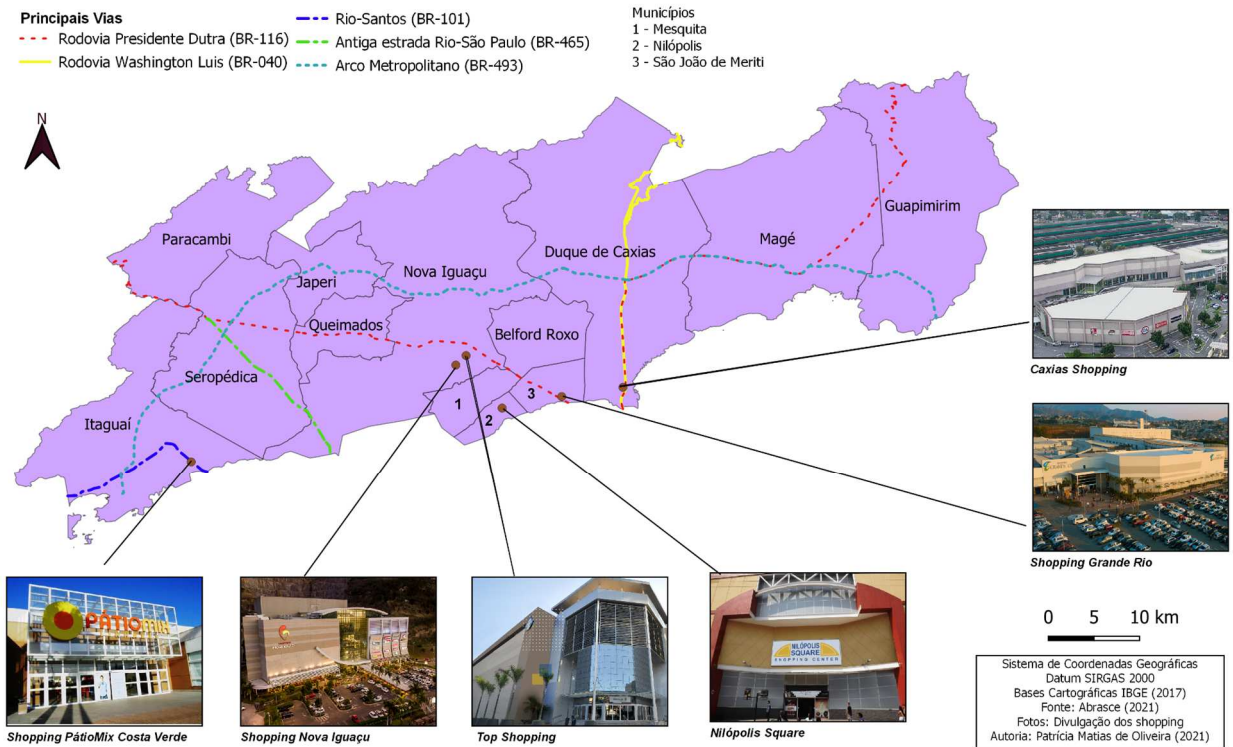 Principais Vias
Rodovia Presidente Dutra (BR-116)
Rodovia Washington Luis (BR-040)
Rio-Santos (BR-101)
Antiga estrada Rio-São Paulo (BR-465)
Arco Metropolitano (BR-493)
Municípios
1 - Mesquita
2 - Nilópolis
3 - São João de Meriti
N
Paracambi
Japeri
Nova Iguaçu
Duque de Caxias
Magé
Guapimirim
Queimados
Belford Roxo
Seropédica
Itaguaí
1
2
3
Caxias Shopping
Shopping Grande Rio
PÁTIOMIX
Shopping PátioMix Costa Verde
Shopping Nova Iguaçu
Top Shopping
NILÓPOLIS
SQUARE
SHOPPING CENTER
Nilópolis Square
0 5 10 km
Sistema de Coordenadas Geográficas
Datum SIRGAS 2000
Bases Cartográficas IBGE (2017)
Fonte: Abrasce (2021)
Fotos: Divulgação dos shopping
Autoria: Patrícia Matias de Oliveira (2021)